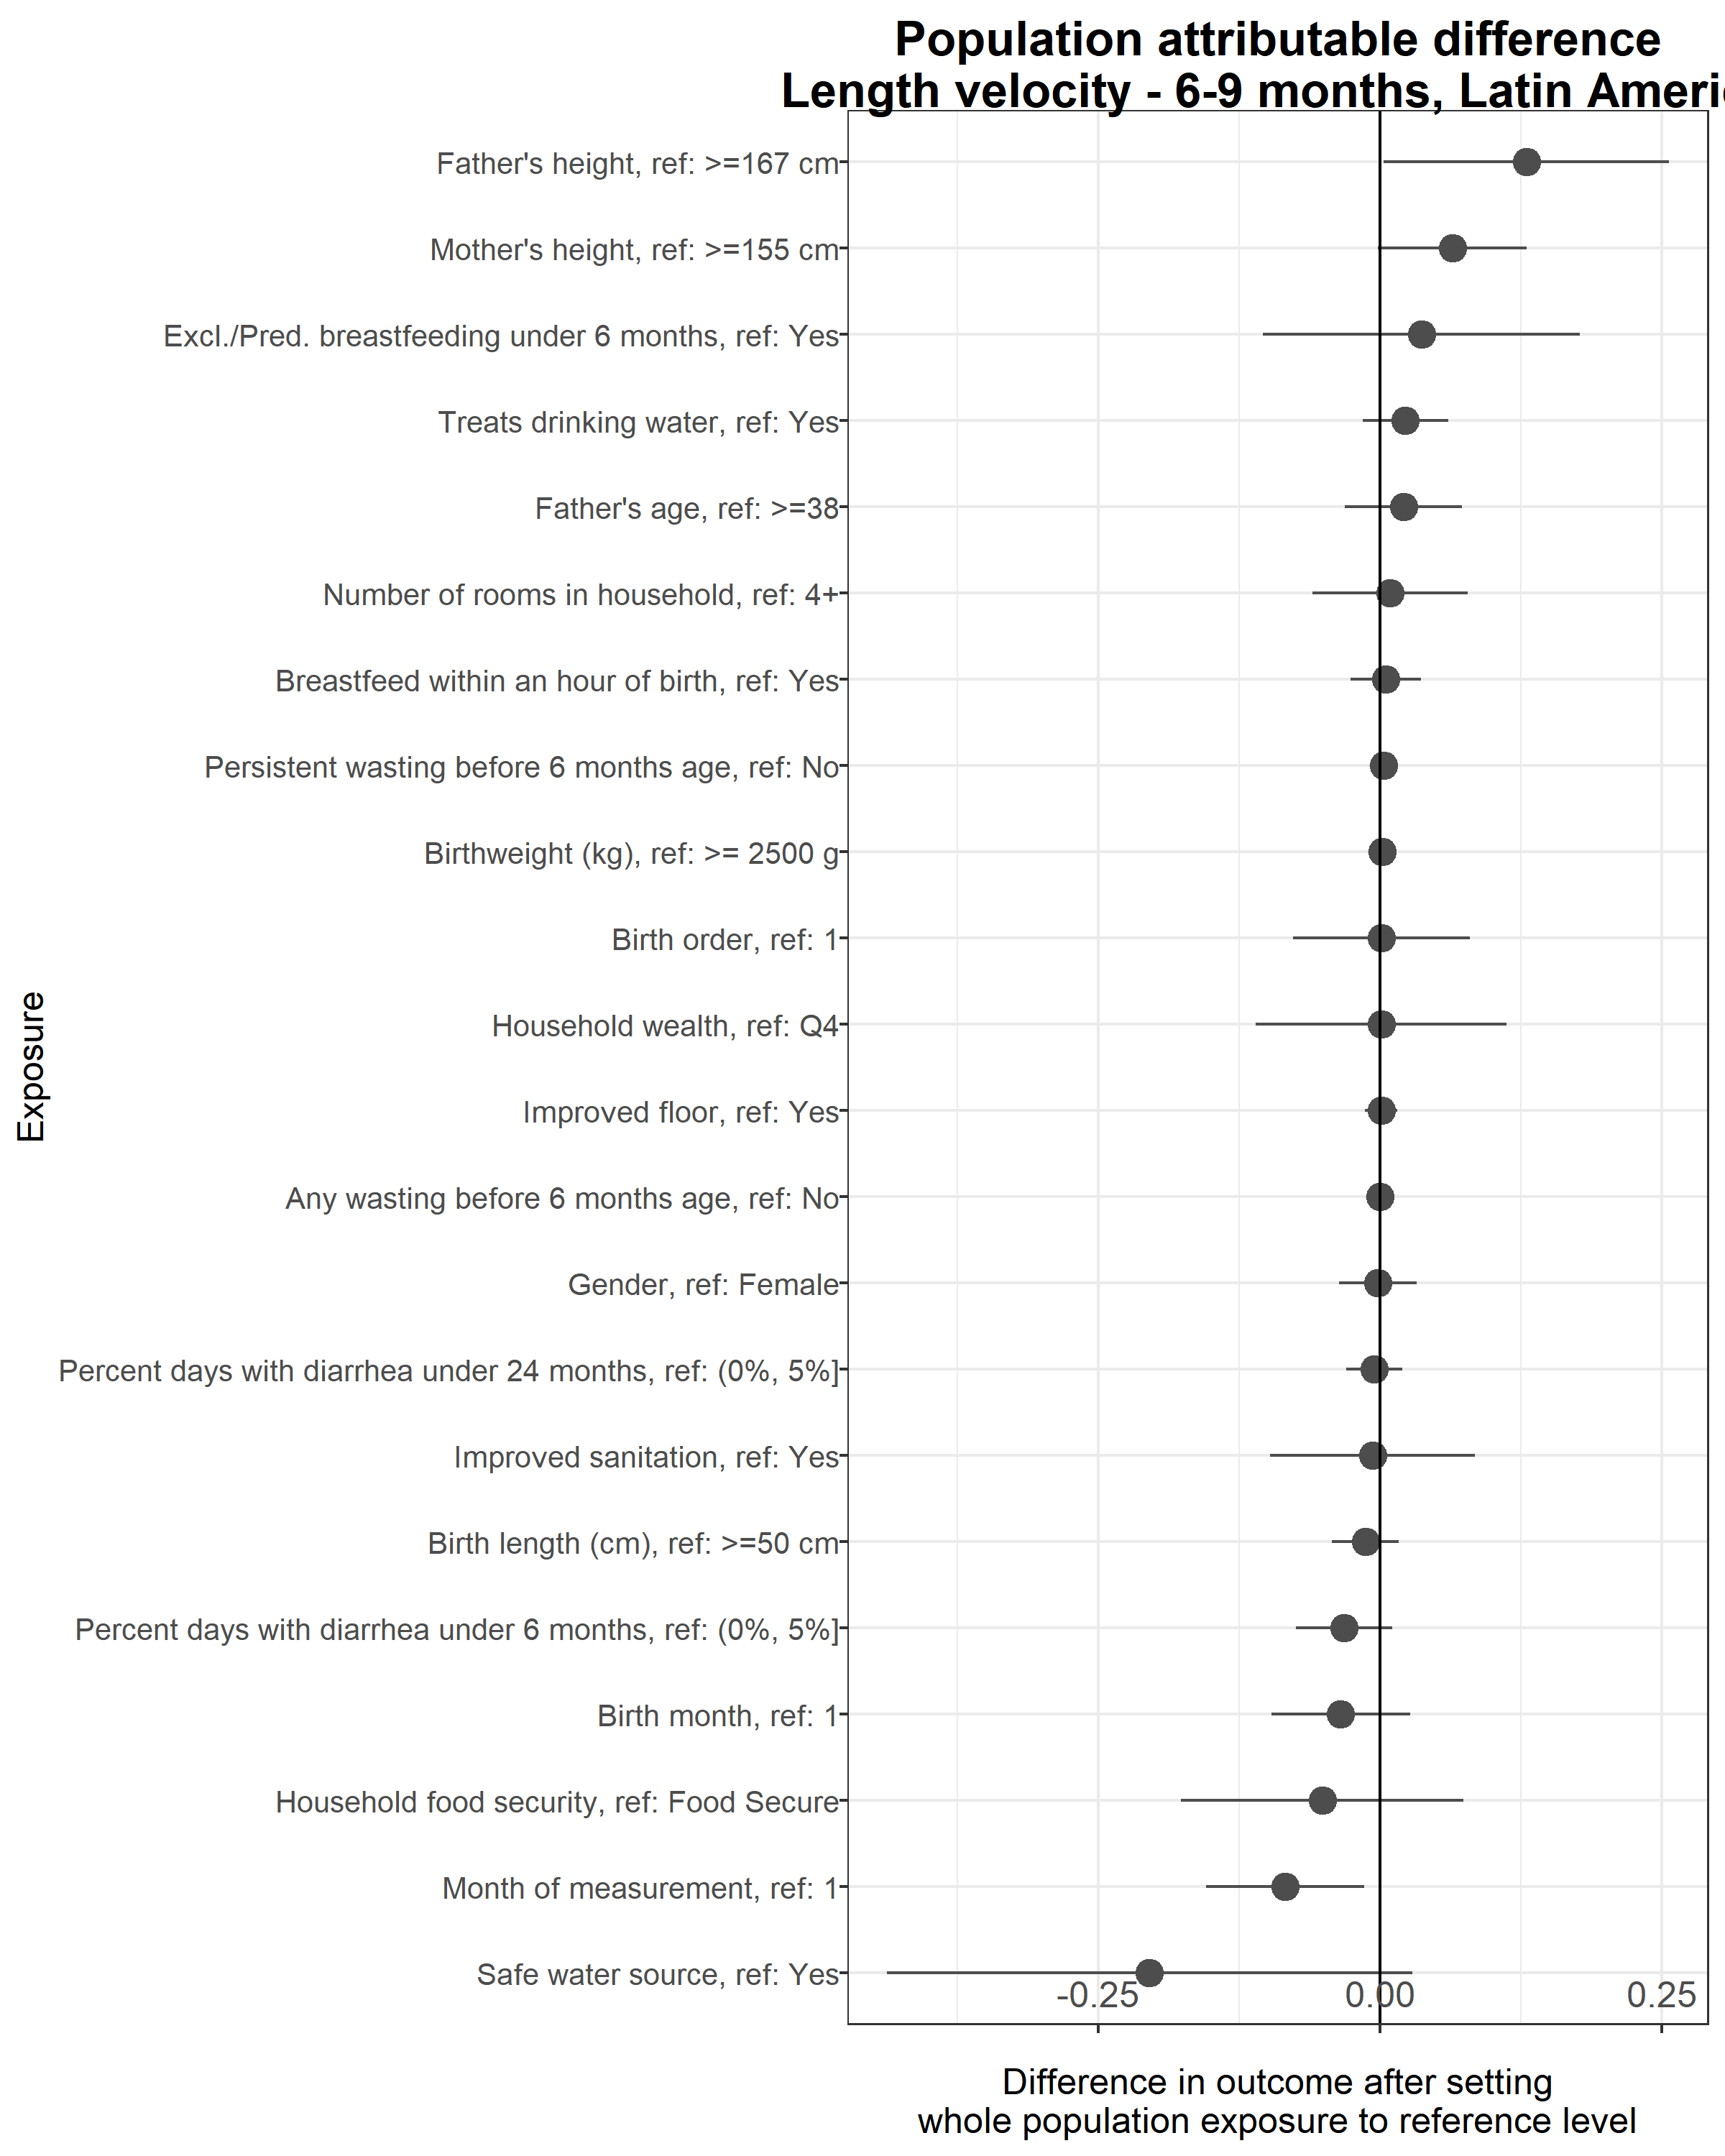 Population attributable difference
Length velocity - 6-9 months, Latin Ameri
Father's height, ref: >=167 cm
Mother's height, ref: >=155 cm
Excl./Pred. breastfeeding under 6 months, ref: Yes
Treats drinking water, ref: Yes
Father's age, ref: >=38
Number of rooms in household, ref: 4+
Breastfeed within an hour of birth, ref: Yes
Persistent wasting before 6 months age, ref: No
Birthweight (kg), ref: >= 2500 g
Birth order, ref: 1
Household wealth, ref: Q4
Improved floor, ref: Yes
Any wasting before 6 months age, ref: No
Gender, ref: Female
Percent days with diarrhea under 24 months, ref: (0%, 5%]
Improved sanitation, ref: Yes
Birth length (cm), ref: >=50 cm
Percent days with diarrhea under 6 months, ref: (0%, 5%]
Birth month, ref: 1
Household food security, ref: Food Secure
Month of measurement, ref: 1
Safe water source, ref: Yes
Exposure
-0.25 0.00 0.25
Difference in outcome after setting
whole population exposure to reference level